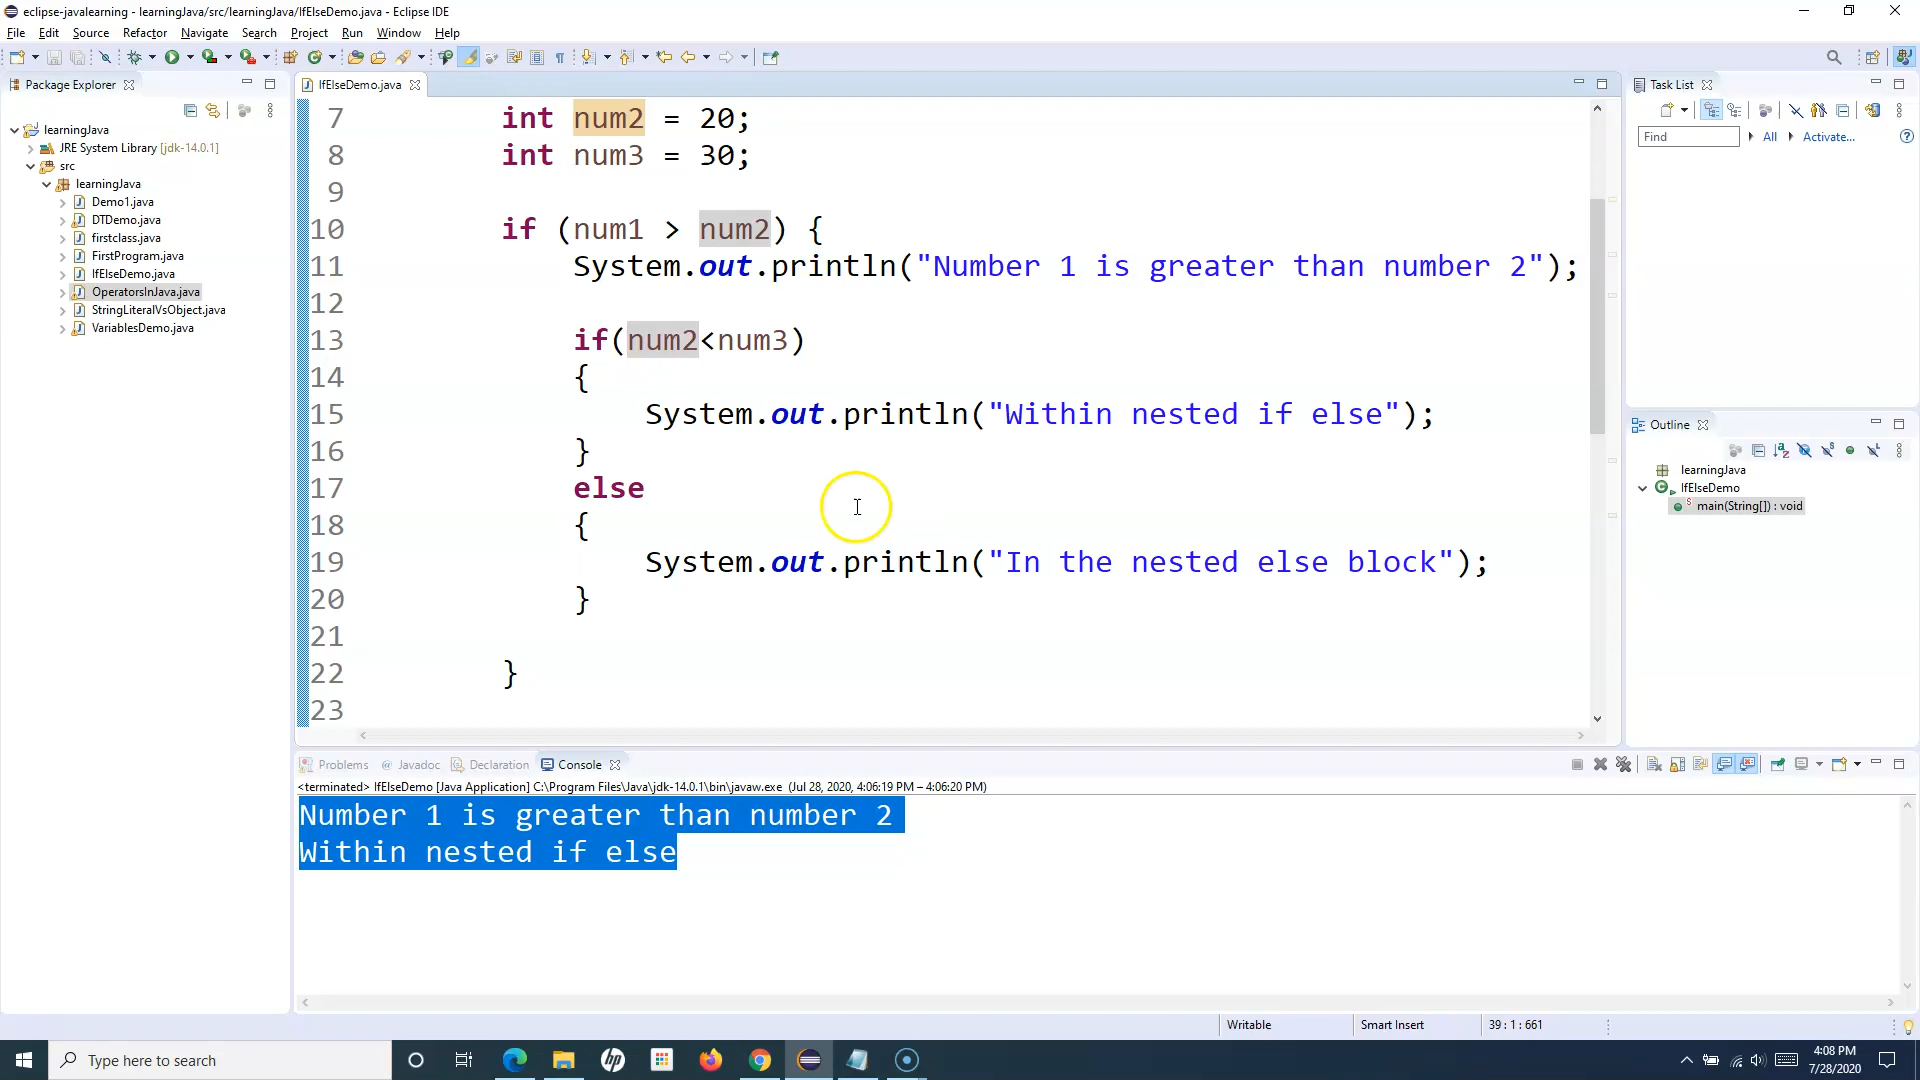 eclipse-javalearning - learningJava/src/learningJava/IfElseDemo.java - Eclipse IDE
File Edit Source Refactor Navigate Search Project Run Window Help
Package Explorer
learningJava
JRE System Library [jdk-14.0.1]
src
learningJava
Demo1.java
DTDemo.java
firstclass.java
FirstProgram.java
IfElseDemo.java
OperatorsInJava.java
StringLiteralVsObject.java
VariablesDemo.java
IfElseDemo.java
7 int num2 = 20;
8 int num3 = 30;
9
10 if (num1 > num2) {
11 System.out.println("Number 1 is greater than number 2");
12
13 if(num2<num3)
14 {
15 System.out.println("Within nested if else");
16 }
17 else
18 {
19 System.out.println("In the nested else block");
20 }
21
22 }
23
Task List
Find All Activate...
Outline
learningJava
IfElseDemo
main(String[]) : void
Problems @ Javadoc Declaration Console
<terminated> IfElseDemo [Java Application] C:\Program Files\Java\jdk-14.0.1\bin\javaw.exe (Jul 28, 2020, 4:06:19 PM – 4:06:20 PM)
Number 1 is greater than number 2
Within nested if else
Writable Smart Insert 39 : 1 : 661
Type here to search
hp
4:08 PM
7/28/2020